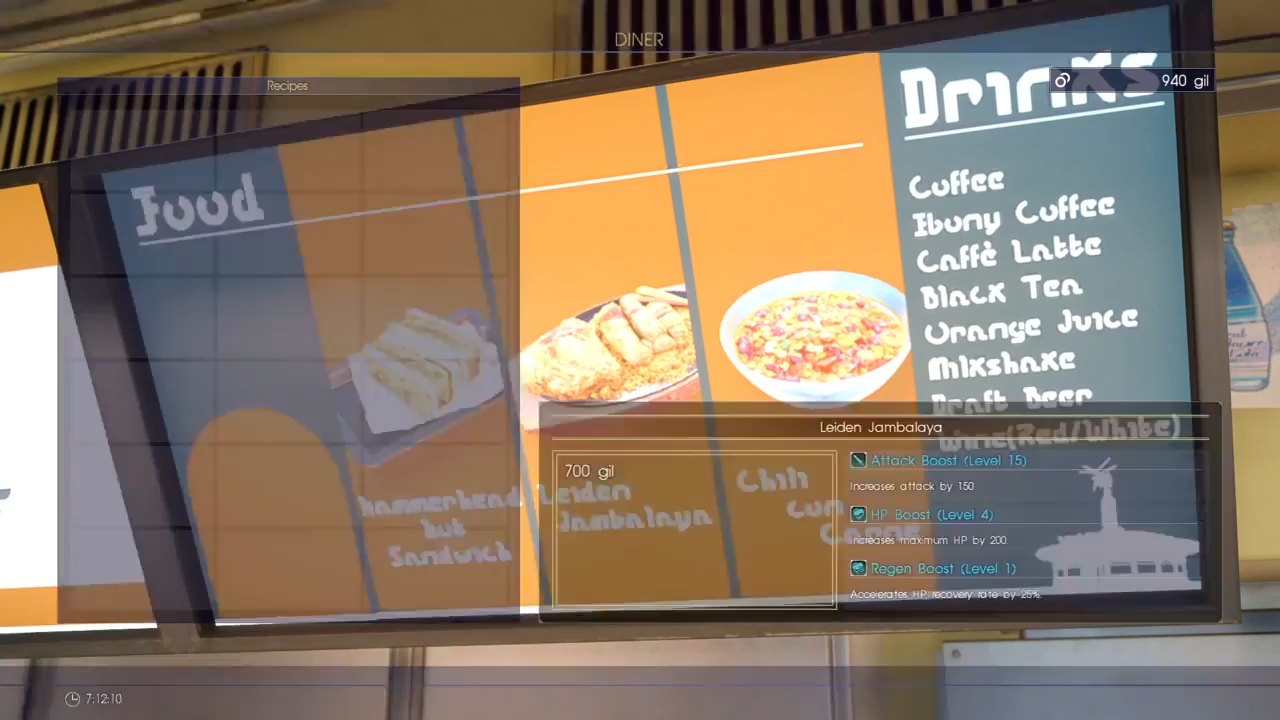 DINER
Recipes
940 gil
Food
Hammerhead
Hot
Sandwich
Leiden
Jambalaya
Chili
Con
Carne
Drinks
Coffee
Ebony Coffee
Caffè Latte
Black Tea
Orange Juice
Milkshake
Draft Beer
Wine(Red/White)
Leiden Jambalaya
700 gil
Attack Boost (Level 15)
Increases attack by 150
HP Boost (Level 4)
Increases maximum HP by 200.
Regen Boost (Level 1)
Accelerates HP recovery rate by 25%.
7:12:10